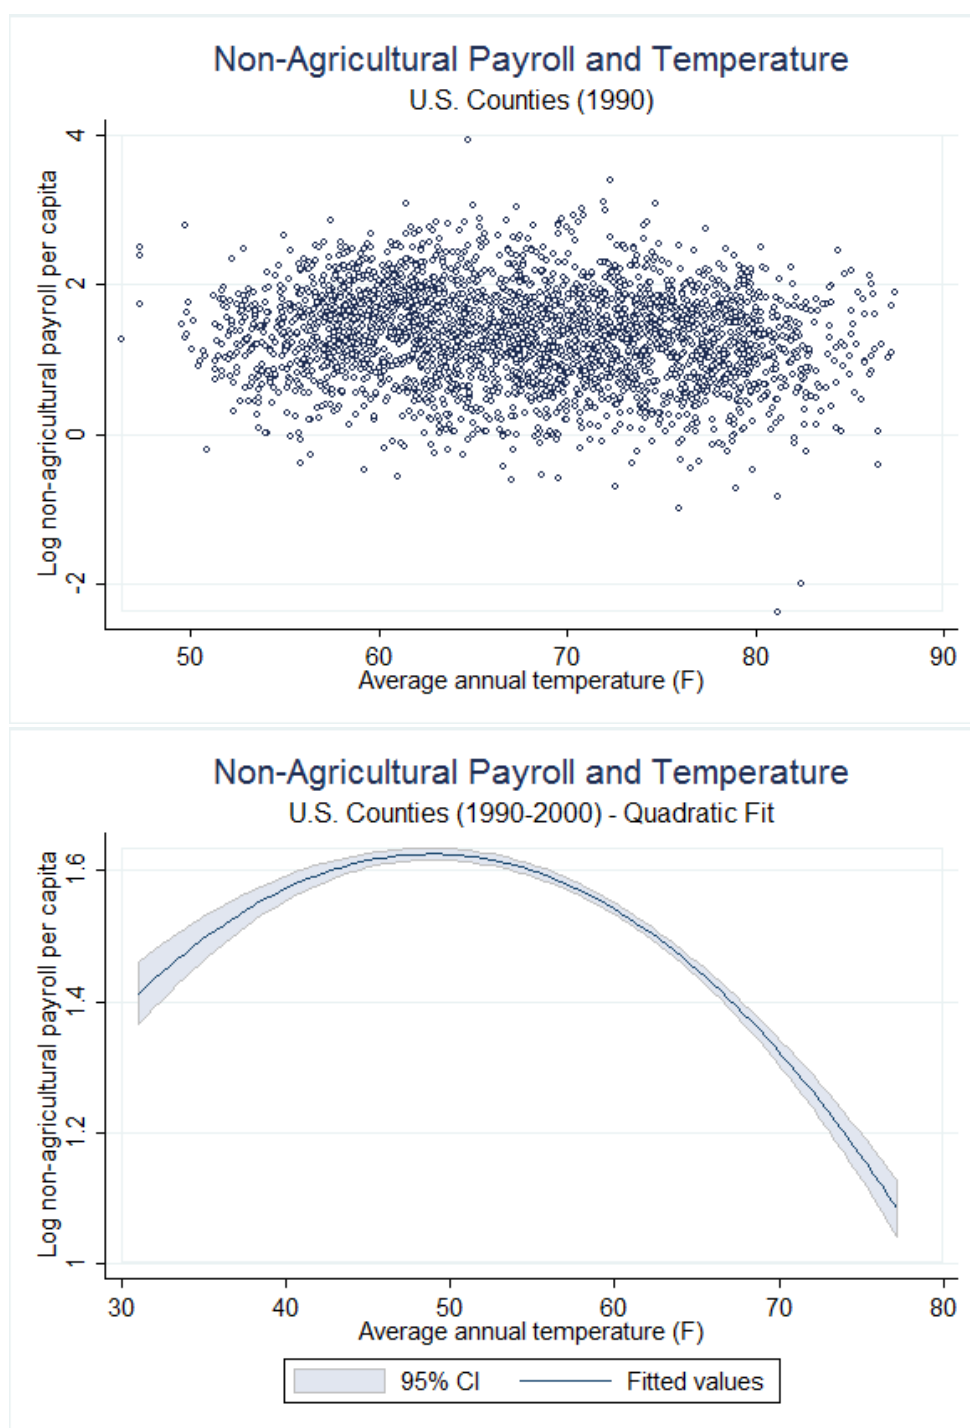 Non-Agricultural Payroll and Temperature
U.S. Counties (1990)
Log non-agricultural payroll per capita
4
2
0
-2
50 60 70 80 90
Average annual temperature (F)
Non-Agricultural Payroll and Temperature
U.S. Counties (1990-2000) - Quadratic Fit
Log non-agricultural payroll per capita
1.6
1.4
1.2
1
30 40 50 60 70 80
Average annual temperature (F)
95% CI Fitted values